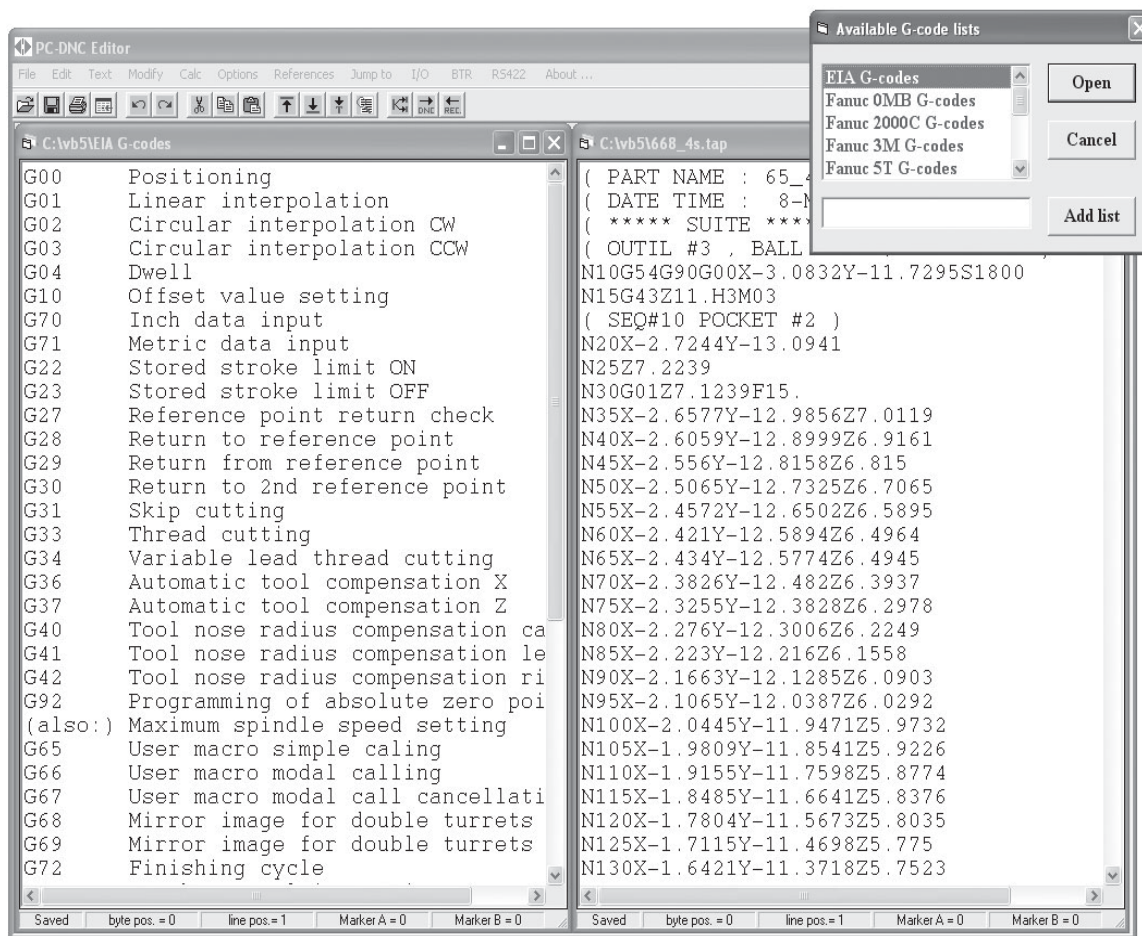 PC-DNC Editor
File Edit Text Modify Calc Options References Jump to I/O BTR RS422 About ...
DNC REC.
Available G-code lists
EIA G-codes
Fanuc 0MB G-codes
Fanuc 2000C G-codes
Fanuc 3M G-codes
Fanuc 5T G-codes
Open
Cancel
Add list
C:\vb5\EIA G-codes
G00 Positioning
G01 Linear interpolation
G02 Circular interpolation CW
G03 Circular interpolation CCW
G04 Dwell
G10 Offset value setting
G70 Inch data input
G71 Metric data input
G22 Stored stroke limit ON
G23 Stored stroke limit OFF
G27 Reference point return check
G28 Return to reference point
G29 Return from reference point
G30 Return to 2nd reference point
G31 Skip cutting
G33 Thread cutting
G34 Variable lead thread cutting
G36 Automatic tool compensation X
G37 Automatic tool compensation Z
G40 Tool nose radius compensation ca
G41 Tool nose radius compensation le
G42 Tool nose radius compensation ri
G92 Programming of absolute zero poi
(also:) Maximum spindle speed setting
G65 User macro simple caling
G66 User macro modal calling
G67 User macro modal call cancellati
G68 Mirror image for double turrets
G69 Mirror image for double turrets
G72 Finishing cycle
Saved byte pos. = 0 line pos.= 1 Marker A = 0 Marker B = 0
C:\vb5\668_4s.tap
( PART NAME : 65_
( DATE TIME : 8-
( ***** SUITE ****
( OUTIL #3 , BALL
N10G54G90G00X-3.0832Y-11.7295S1800
N15G43Z11.H3M03
( SEQ#10 POCKET #2 )
N20X-2.7244Y-13.0941
N25Z7.2239
N30G01Z7.1239F15.
N35X-2.6577Y-12.9856Z7.0119
N40X-2.6059Y-12.8999Z6.9161
N45X-2.556Y-12.8158Z6.815
N50X-2.5065Y-12.7325Z6.7065
N55X-2.4572Y-12.6502Z6.5895
N60X-2.421Y-12.5894Z6.4964
N65X-2.434Y-12.5774Z6.4945
N70X-2.3826Y-12.482Z6.3937
N75X-2.3255Y-12.3828Z6.2978
N80X-2.276Y-12.3006Z6.2249
N85X-2.223Y-12.216Z6.1558
N90X-2.1663Y-12.1285Z6.0903
N95X-2.1065Y-12.0387Z6.0292
N100X-2.0445Y-11.9471Z5.9732
N105X-1.9809Y-11.8541Z5.9226
N110X-1.9155Y-11.7598Z5.8774
N115X-1.8485Y-11.6641Z5.8376
N120X-1.7804Y-11.5673Z5.8035
N125X-1.7115Y-11.4698Z5.775
N130X-1.6421Y-11.3718Z5.7523
Saved byte pos. = 0 line pos.= 1 Marker A = 0 Marker B = 0